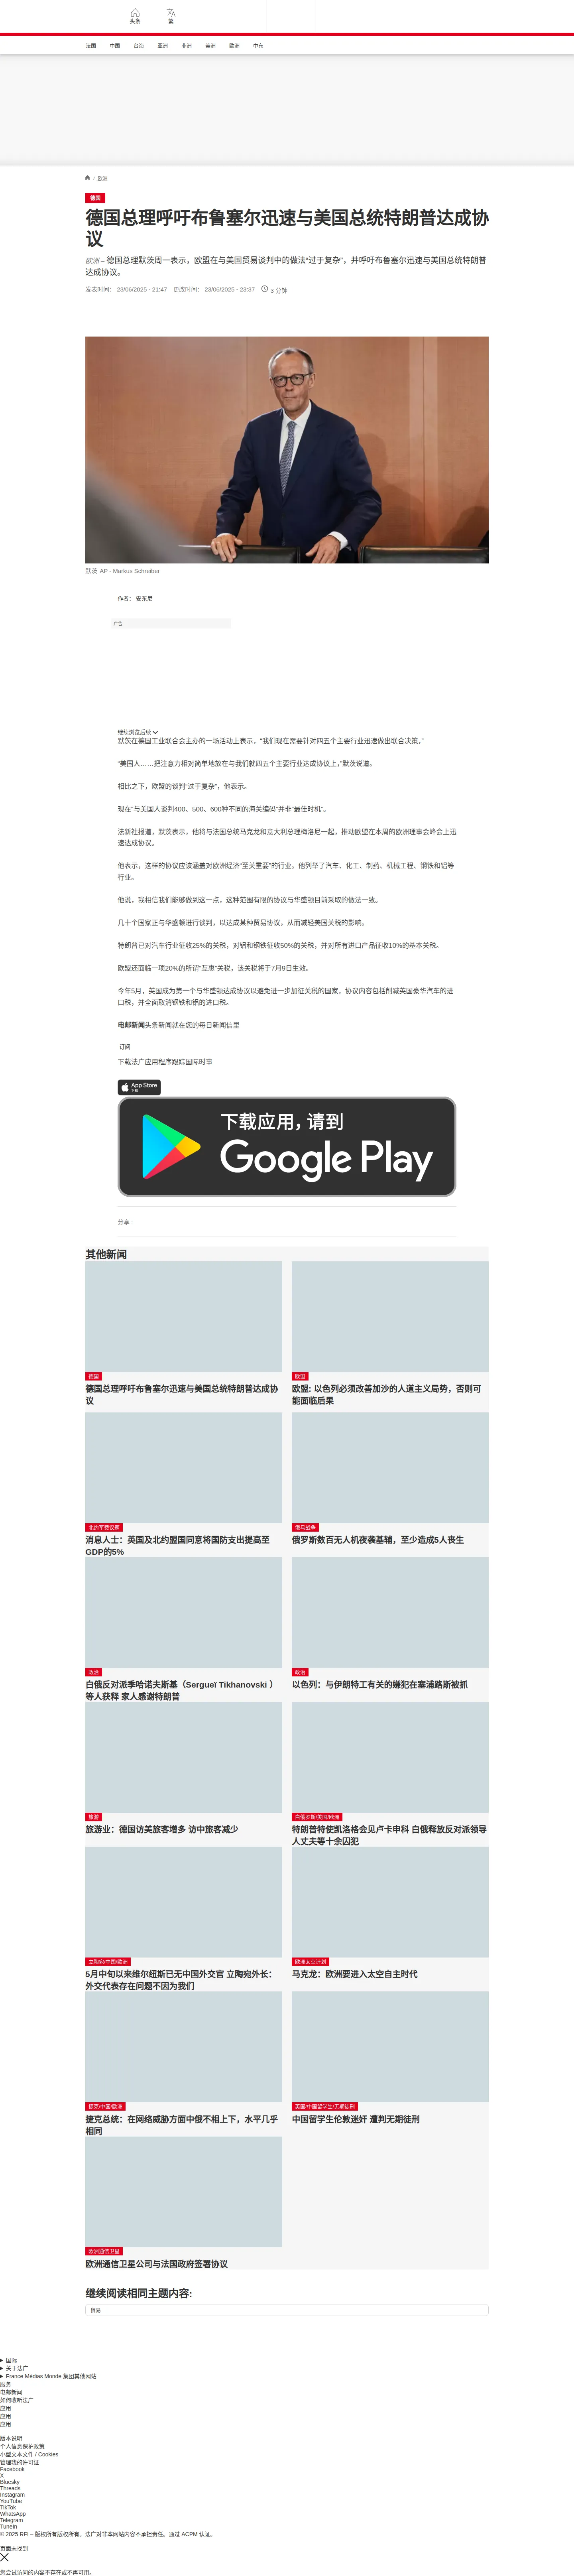 头条
繁
法国
中国
台海
亚洲
非洲
美洲
欧洲
中东
/ 欧洲
德国
德国总理呼吁布鲁塞尔迅速与美国总统特朗普达成协
议
欧洲 – 德国总理默茨周一表示，欧盟在与美国贸易谈判中的做法“过于复杂”，并呼吁布鲁塞尔迅速与美国总统特朗普
达成协议。
发表时间： 23/06/2025 - 21:47 更改时间： 23/06/2025 - 23:37 3 分钟
默茨 AP - Markus Schreiber
作者： 安东尼
广告
继续浏览后续
默茨在德国工业联合会主办的一场活动上表示，“我们现在需要针对四五个主要行业迅速做出联合决策，”
“美国人……把注意力相对简单地放在与我们就四五个主要行业达成协议上，”默茨说道。
相比之下，欧盟的谈判“过于复杂”，他表示。
现在“与美国人谈判400、500、600种不同的海关编码”并非“最佳时机”。
法新社报道，默茨表示，他将与法国总统马克龙和意大利总理梅洛尼一起，推动欧盟在本周的欧洲理事会峰会上迅
速达成协议。
他表示，这样的协议应该涵盖对欧洲经济“至关重要”的行业。他列举了汽车、化工、制药、机械工程、钢铁和铝等
行业。
他说，我相信我们能够做到这一点，这种范围有限的协议与华盛顿目前采取的做法一致。
几十个国家正与华盛顿进行谈判，以达成某种贸易协议，从而减轻美国关税的影响。
特朗普已对汽车行业征收25%的关税，对铝和钢铁征收50%的关税，并对所有进口产品征收10%的基本关税。
欧盟还面临一项20%的所谓“互惠”关税，该关税将于7月9日生效。
今年5月，英国成为第一个与华盛顿达成协议以避免进一步加征关税的国家，协议内容包括削减英国豪华汽车的进
口税，并全面取消钢铁和铝的进口税。
电邮新闻头条新闻就在您的每日新闻信里
订阅
下载法广应用程序跟踪国际时事
App Store
下载
下载应用，请到
Google Play
分享 :
其他新闻
德国
德国总理呼吁布鲁塞尔迅速与美国总统特朗普达成协
议
欧盟
欧盟: 以色列必须改善加沙的人道主义局势，否则可
能面临后果
北约军费议题
消息人士：英国及北约盟国同意将国防支出提高至
GDP的5%
俄乌战争
俄罗斯数百无人机夜袭基辅，至少造成5人丧生
政治
白俄反对派季哈诺夫斯基（Sergueï Tikhanovski ）
等人获释 家人感谢特朗普
政治
以色列：与伊朗特工有关的嫌犯在塞浦路斯被抓
旅游
旅游业：德国访美旅客增多 访中旅客减少
白俄罗斯/美国/欧洲
特朗普特使凯洛格会见卢卡申科 白俄释放反对派领导
人丈夫等十余囚犯
立陶宛/中国/欧洲
5月中旬以来维尔纽斯已无中国外交官 立陶宛外长：
外交代表存在问题不因为我们
欧洲太空计划
马克龙：欧洲要进入太空自主时代
捷克/中国/欧洲
捷克总统：在网络威胁方面中俄不相上下，水平几乎
相同
英国/中国留学生/无期徒刑
中国留学生伦敦迷奸 遭判无期徒刑
欧洲通信卫星
欧洲通信卫星公司与法国政府签署协议
继续阅读相同主题内容:
贸易
国际
关于法广
France Médias Monde 集团其他网站
服务
电邮新闻
如何收听法广
应用
应用
应用
版本说明
个人信息保护政策
小型文本文件 / Cookies
管理我的许可证
Facebook
X
Bluesky
Threads
Instagram
YouTube
TikTok
WhatsApp
Telegram
TuneIn
© 2025 RFI – 版权所有版权所有。法广对非本网站内容不承担责任。通过 ACPM 认证。
页面未找到
您尝试访问的内容不存在或不再可用。